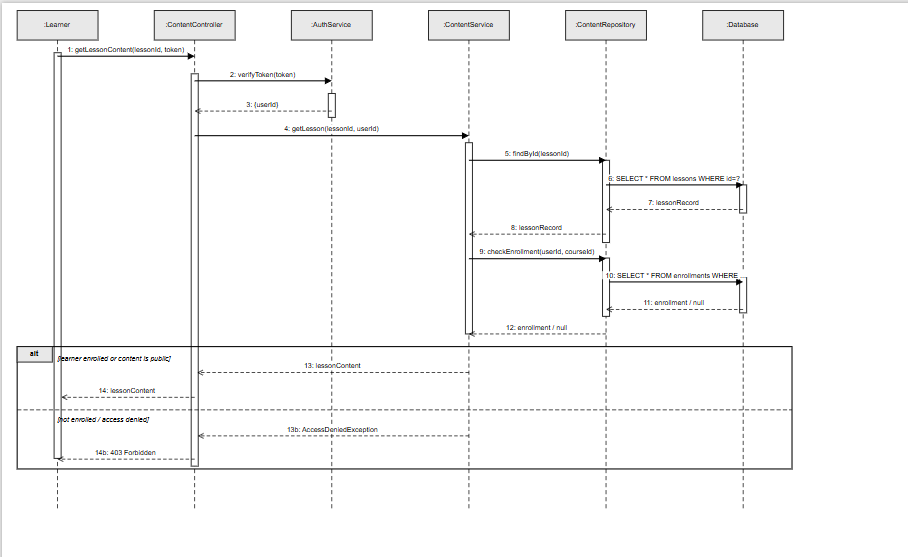 :Learner
:ContentController
:AuthService
:ContentService
:ContentRepository
:Database
1: getLessonContent(lessonId, token)
2: verifyToken(token)
3: {userId}
4: getLesson(lessonId, userId)
5: findById(lessonId)
6: SELECT * FROM lessons WHERE id=?
7: lessonRecord
8: lessonRecord
9: checkEnrollment(userId, courseId)
10: SELECT * FROM enrollments WHERE ...
11: enrollment / null
12: enrollment / null
alt
[learner enrolled or content is public]
13: lessonContent
14: lessonContent
[not enrolled / access denied]
13b: AccessDeniedException
14b: 403 Forbidden